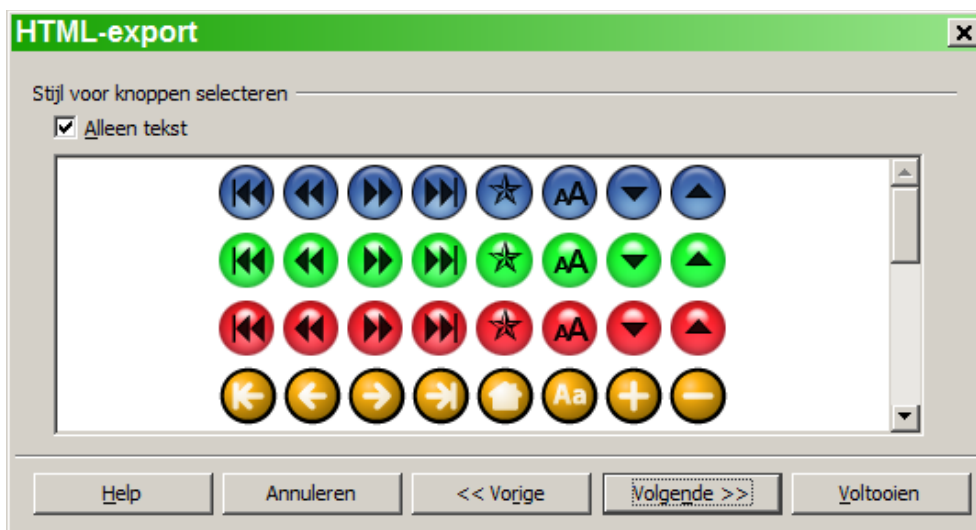 HTML-export
Stijl voor knoppen selecteren
Alleen tekst
AA
AA
AA
Aa
Help Annuleren << Vorige Volgende >> Voltooien